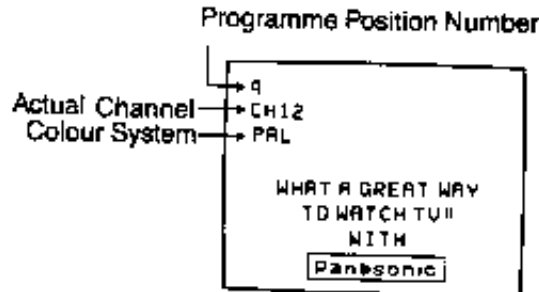 Programme Position Number
9
Actual Channel CH12
Colour System PAL
WHAT A GREAT WAY
TO WATCH TV!!
WITH
Panasonic